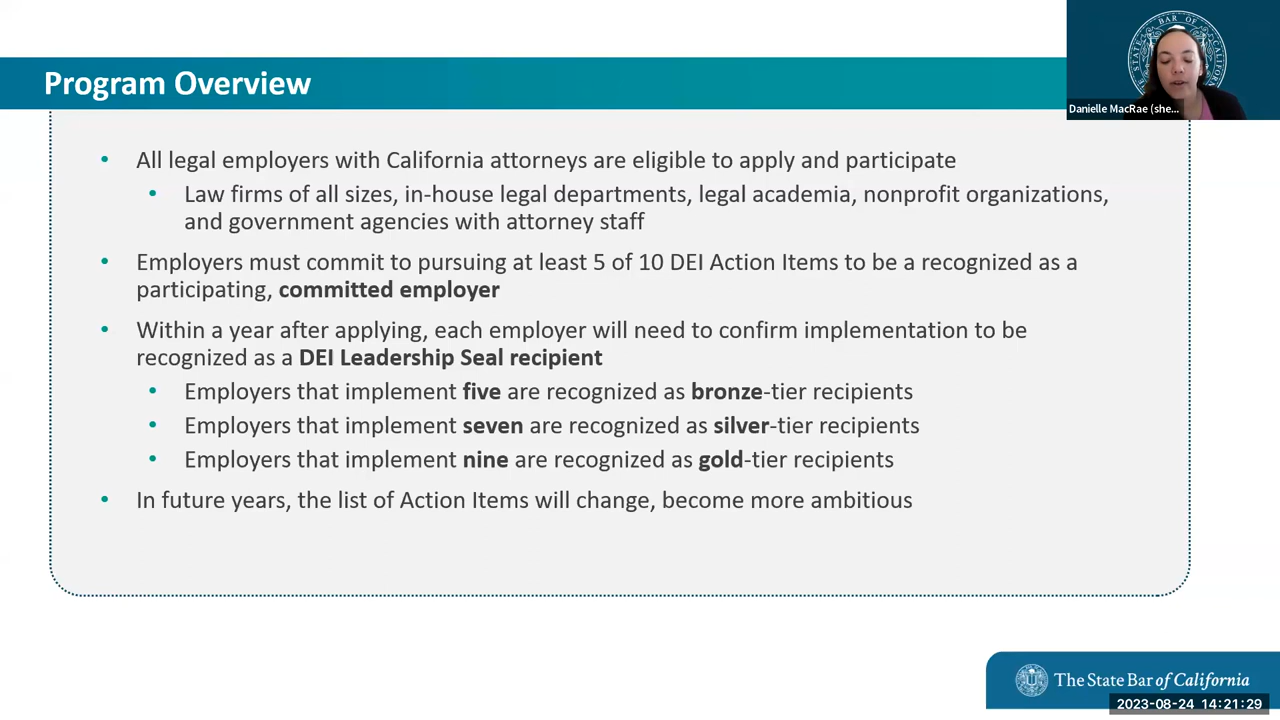 Program Overview
Danielle MacRae (she...
• All legal employers with California attorneys are eligible to apply and participate
• Law firms of all sizes, in-house legal departments, legal academia, nonprofit organizations,
and government agencies with attorney staff
• Employers must commit to pursuing at least 5 of 10 DEI Action Items to be a recognized as a
participating, committed employer
• Within a year after applying, each employer will need to confirm implementation to be
recognized as a DEI Leadership Seal recipient
• Employers that implement five are recognized as bronze-tier recipients
• Employers that implement seven are recognized as silver-tier recipients
• Employers that implement nine are recognized as gold-tier recipients
• In future years, the list of Action Items will change, become more ambitious
The State Bar of California
2023-08-24 14:21:29